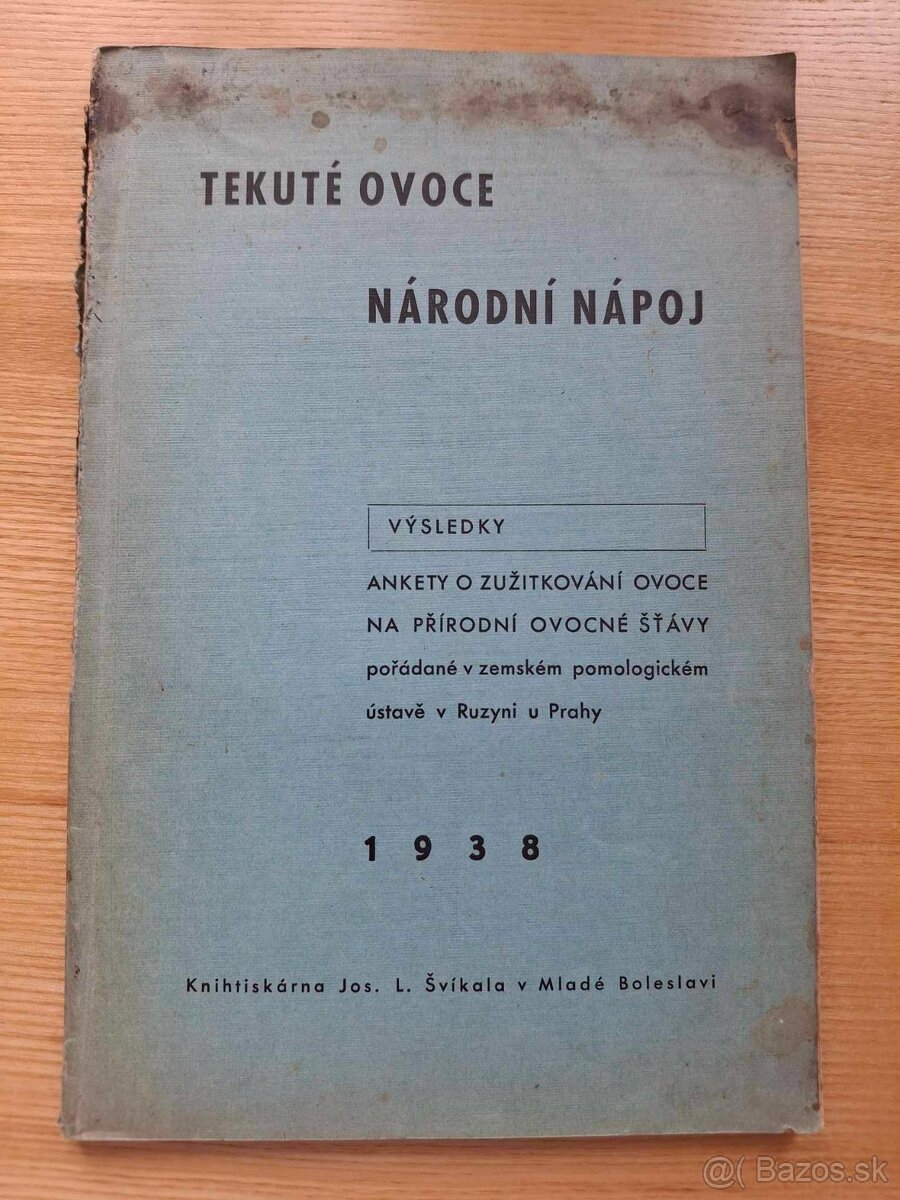 TEKUTÉ OVOCE
NÁRODNÍ NÁPOJ
VÝSLEDKY
ANKETY O ZUŽITKOVÁNÍ OVOCE
NA PŘÍRODNÍ OVOCNÉ ŠŤÁVY
pořádané v zemském pomologickém
ústavě v Ruzyni u Prahy
1938
Knihtiskárna Jos. L. Švíkala v Mladé Boleslavi
@( Bazos.sk